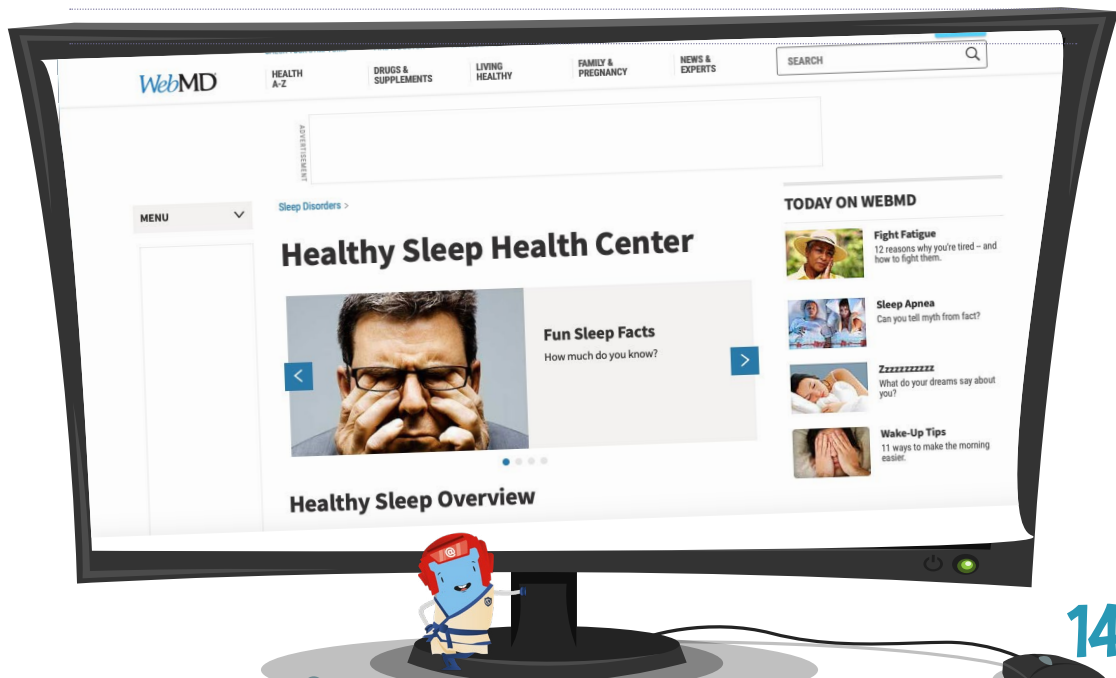 WebMD
HEALTH
A-Z
DRUGS &
SUPPLEMENTS
LIVING
HEALTHY
FAMILY &
PREGNANCY
NEWS &
EXPERTS
SEARCH
ADVERTISEMENT
MENU
Sleep Disorders >
Healthy Sleep Health Center
Fun Sleep Facts
How much do you know?
Healthy Sleep Overview
TODAY ON WEBMD
Fight Fatigue
12 reasons why you're tired – and
how to fight them.
Sleep Apnea
Can you tell myth from fact?
Zzzzzzzzzzz
What do your dreams say about
you?
Wake-Up Tips
11 ways to make the morning
easier.
@
14